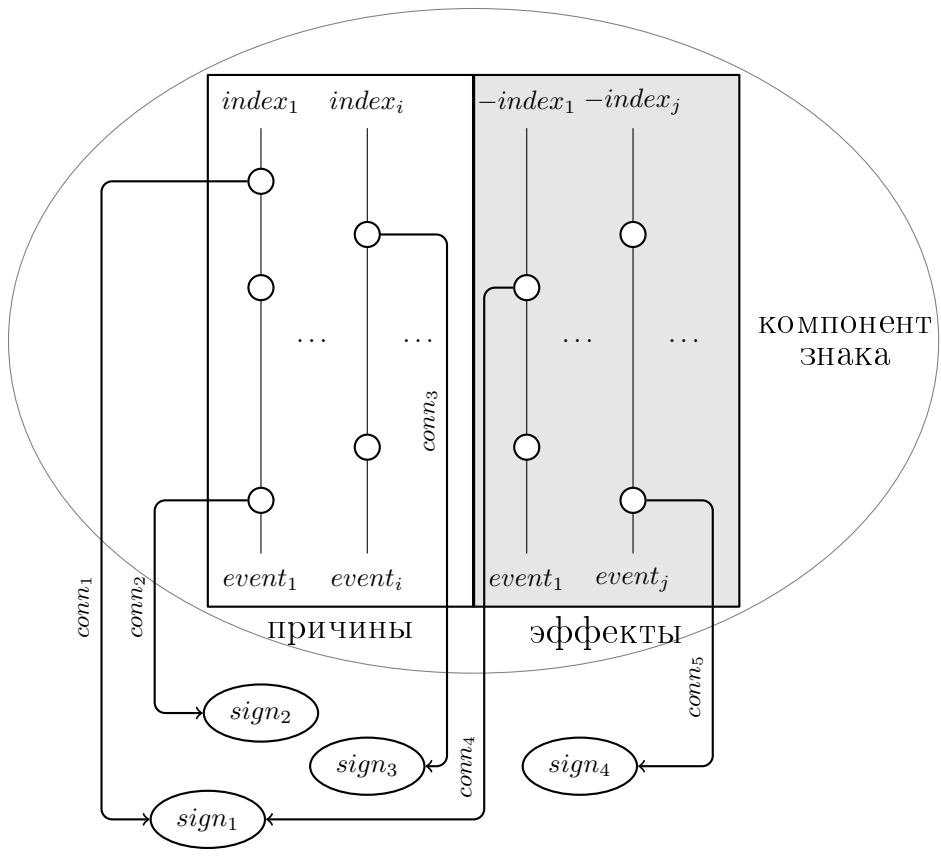 index₁ index_i −index₁ −index_j
... ... ... ...
компонент
знака
conn₃
event₁ event_i event₁ event_j
conn₁ conn₂
причины эффекты
conn₅
sign₂
conn₄
sign₃ sign₄
sign₁